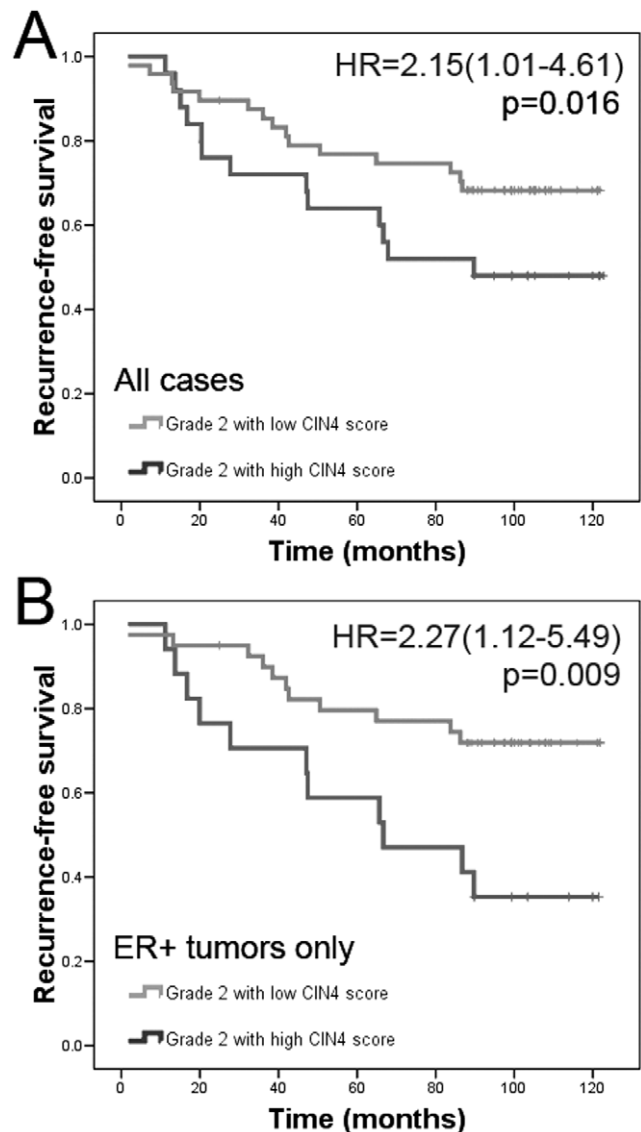 A
HR=2.15(1.01-4.61)
p=0.016
Recurrence-free survival
1.0
0.8
0.6
0.4
0.2
0.0
All cases
Grade 2 with low CIN4 score
Grade 2 with high CIN4 score
0 20 40 60 80 100 120
Time (months)
B
HR=2.27(1.12-5.49)
p=0.009
Recurrence-free survival
1.0
0.8
0.6
0.4
0.2
0.0
ER+ tumors only
Grade 2 with low CIN4 score
Grade 2 with high CIN4 score
0 20 40 60 80 100 120
Time (months)